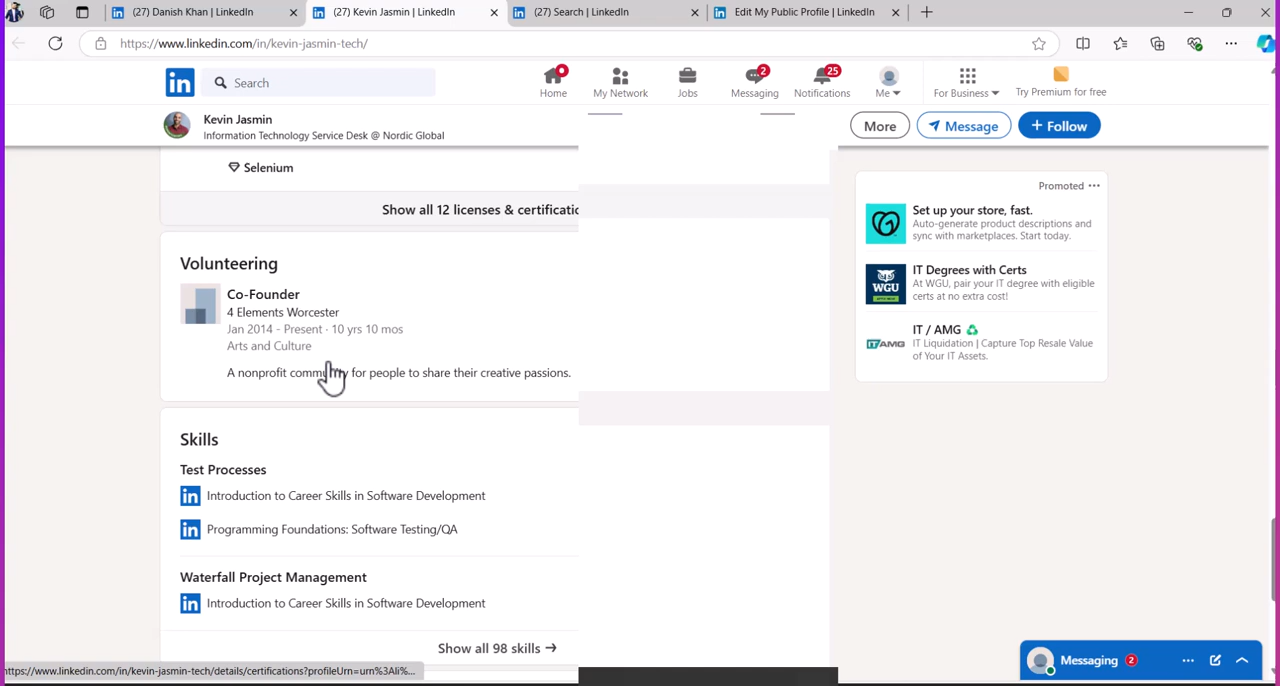 (27) Danish Khan | LinkedIn
(27) Kevin Jasmin | LinkedIn
(27) Search | LinkedIn
Edit My Public Profile | LinkedIn
https://www.linkedin.com/in/kevin-jasmin-tech/
in
Search
Home
My Network
Jobs
2
Messaging
25
Notifications
Me
For Business
Try Premium for free
Kevin Jasmin
Information Technology Service Desk @ Nordic Global
More
Message
+ Follow
Selenium
Show all 12 licenses & certificatio
Volunteering
Co-Founder
4 Elements Worcester
Jan 2014 - Present · 10 yrs 10 mos
Arts and Culture
A nonprofit community for people to share their creative passions.
Skills
Test Processes
in Introduction to Career Skills in Software Development
in Programming Foundations: Software Testing/QA
Waterfall Project Management
in Introduction to Career Skills in Software Development
Show all 98 skills →
Promoted ···
Set up your store, fast.
Auto-generate product descriptions and
sync with marketplaces. Start today.
WGU
IT Degrees with Certs
At WGU, pair your IT degree with eligible
certs at no extra cost!
ITAMG
IT / AMG ♻
IT Liquidation | Capture Top Resale Value
of Your IT Assets.
Messaging 2
https://www.linkedin.com/in/kevin-jasmin-tech/details/certifications?profileUrn=urn%3Ali%...